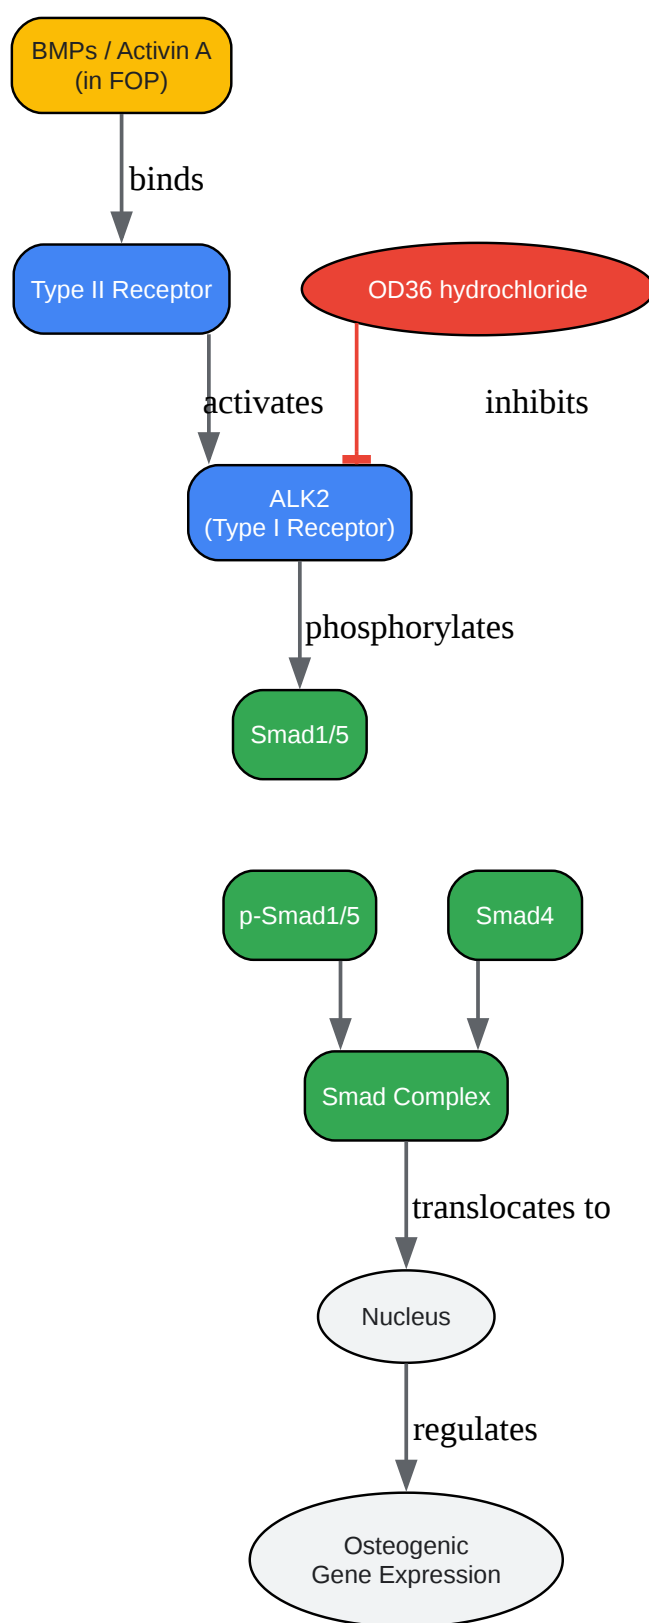 BMPs / Activin A
(in FOP)
binds
Type II Receptor
OD36 hydrochloride
activates
inhibits
ALK2
(Type I Receptor)
phosphorylates
Smad1/5
p-Smad1/5
Smad4
Smad Complex
translocates to
Nucleus
regulates
Osteogenic
Gene Expression